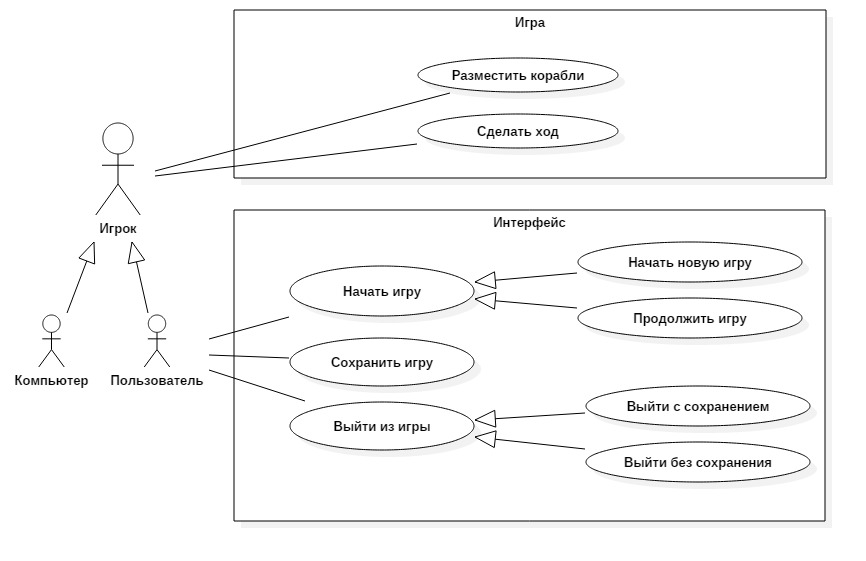 Игра
Разместить корабли
Сделать ход
Игрок
Компьютер
Пользователь
Интерфейс
Начать игру
Начать новую игру
Продолжить игру
Сохранить игру
Выйти из игры
Выйти с сохранением
Выйти без сохранения